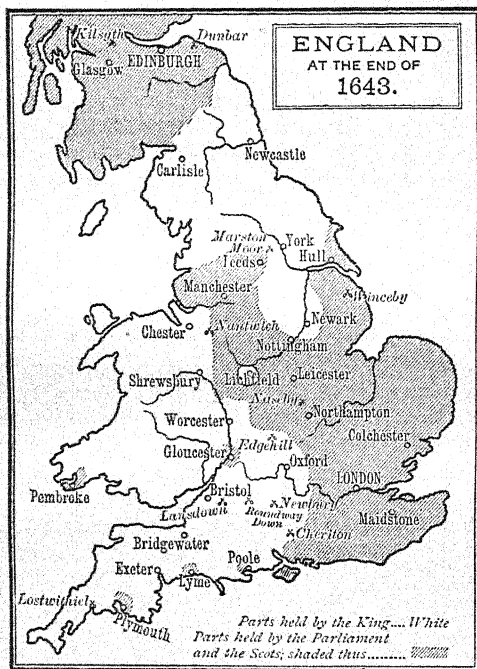 ENGLAND
AT THE END OF
1643.
Kilsyth
Dunbar
EDINBURGH
Glasgow
Newcastle
Carlisle
Marston
Moor
York
Leeds
Hull
Manchester
Winceby
Chester
Nantwich
Newark
Nottingham
Shrewsbury
Lichfield
Leicester
Naseby
Northampton
Worcester
Edgehill
Colchester
Gloucester
Oxford
Pembroke
LONDON
Bristol
Lansdown
Roundway
Down
Newbury
Maidstone
Cheriton
Bridgewater
Exeter
Lyme
Poole
Lostwithiel
Plymouth
Parts held by the King.... White
Parts held by the Parliament
and the Scots; shaded thus.........